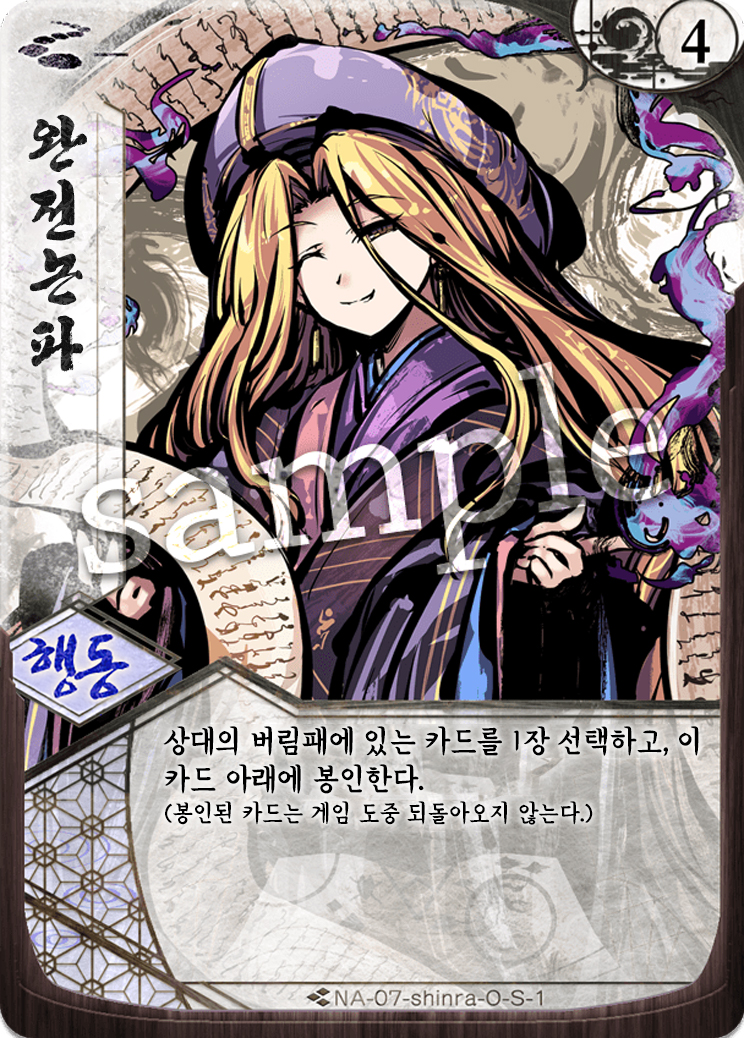 4
완전논파
sample
행동
상대의 버림패에 있는 카드를 1장 선택하고, 이
카드 아래에 봉인한다.
(봉인된 카드는 게임 도중 되돌아오지 않는다.)
NA-07-shinra-O-S-1